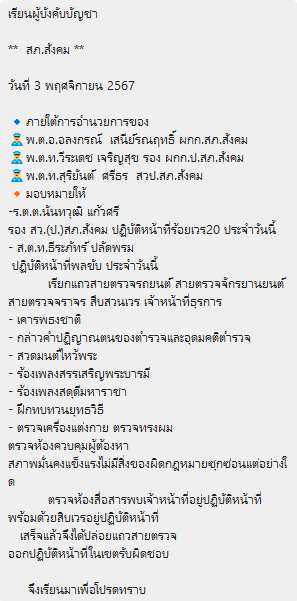 เรียนผู้บังคับบัญชา
** สภ.สังคม **
วันที่ 3 พฤศจิกายน 2567
🔹ภายใต้การอำนวยการของ
👮พ.ต.อ.อลงกรณ์ เสนีย์รณฤทธิ์ ผกก.สภ.สังคม
👮พ.ต.ท.วีระเดช เจริญสุข รอง ผกก.ป.สภ.สังคม
👮พ.ต.ท.สุริยันต์ ศรีธร สวป.สภ.สังคม
🔸มอบหมายให้
-ร.ต.ต.นันทวุฒิ แก้วศรี
รอง สว.(ป.)สภ.สังคม ปฏิบัติหน้าที่ร้อยเวร20 ประจำวันนี้
- ส.ต.ท.ธีระภัทร์ ปลัดพรม
ปฏิบัติหน้าที่พลขับ ประจำวันนี้
เรียกแถวสายตรวจรถยนต์ สายตรวจจักรยานยนต์
สายตรวจจราจร สืบสวนเวร เจ้าหน้าที่ธุรการ
- เคารพธงชาติ
- กล่าวคำปฏิญาณตนของตำรวจและอุดมคติตำรวจ
- สวดมนต์ไหว้พระ
- ร้องเพลงสรรเสริญพระบารมี
- ร้องเพลงสดุดีมหาราชา
- ฝึกทบทวนยุทธวิธี
- ตรวจเครื่องแต่งกาย ตรวจทรงผม
ตรวจห้องควบคุมผู้ต้องหา
สภาพมั่นคงแข็งแรงไม่มีสิ่งของผิดกฎหมายซุกซ่อนแต่อย่างใ
ด
ตรวจห้องสื่อสารพบเจ้าหน้าที่อยู่ปฏิบัติหน้าที่
พร้อมด้วยสิบเวรอยู่ปฏิบัติหน้าที่
เสร็จแล้วจึงได้ปล่อยแถวสายตรวจ
ออกปฏิบัติหน้าที่ในเขตรับผิดชอบ
จึงเรียนมาเพื่อโปรดทราบ